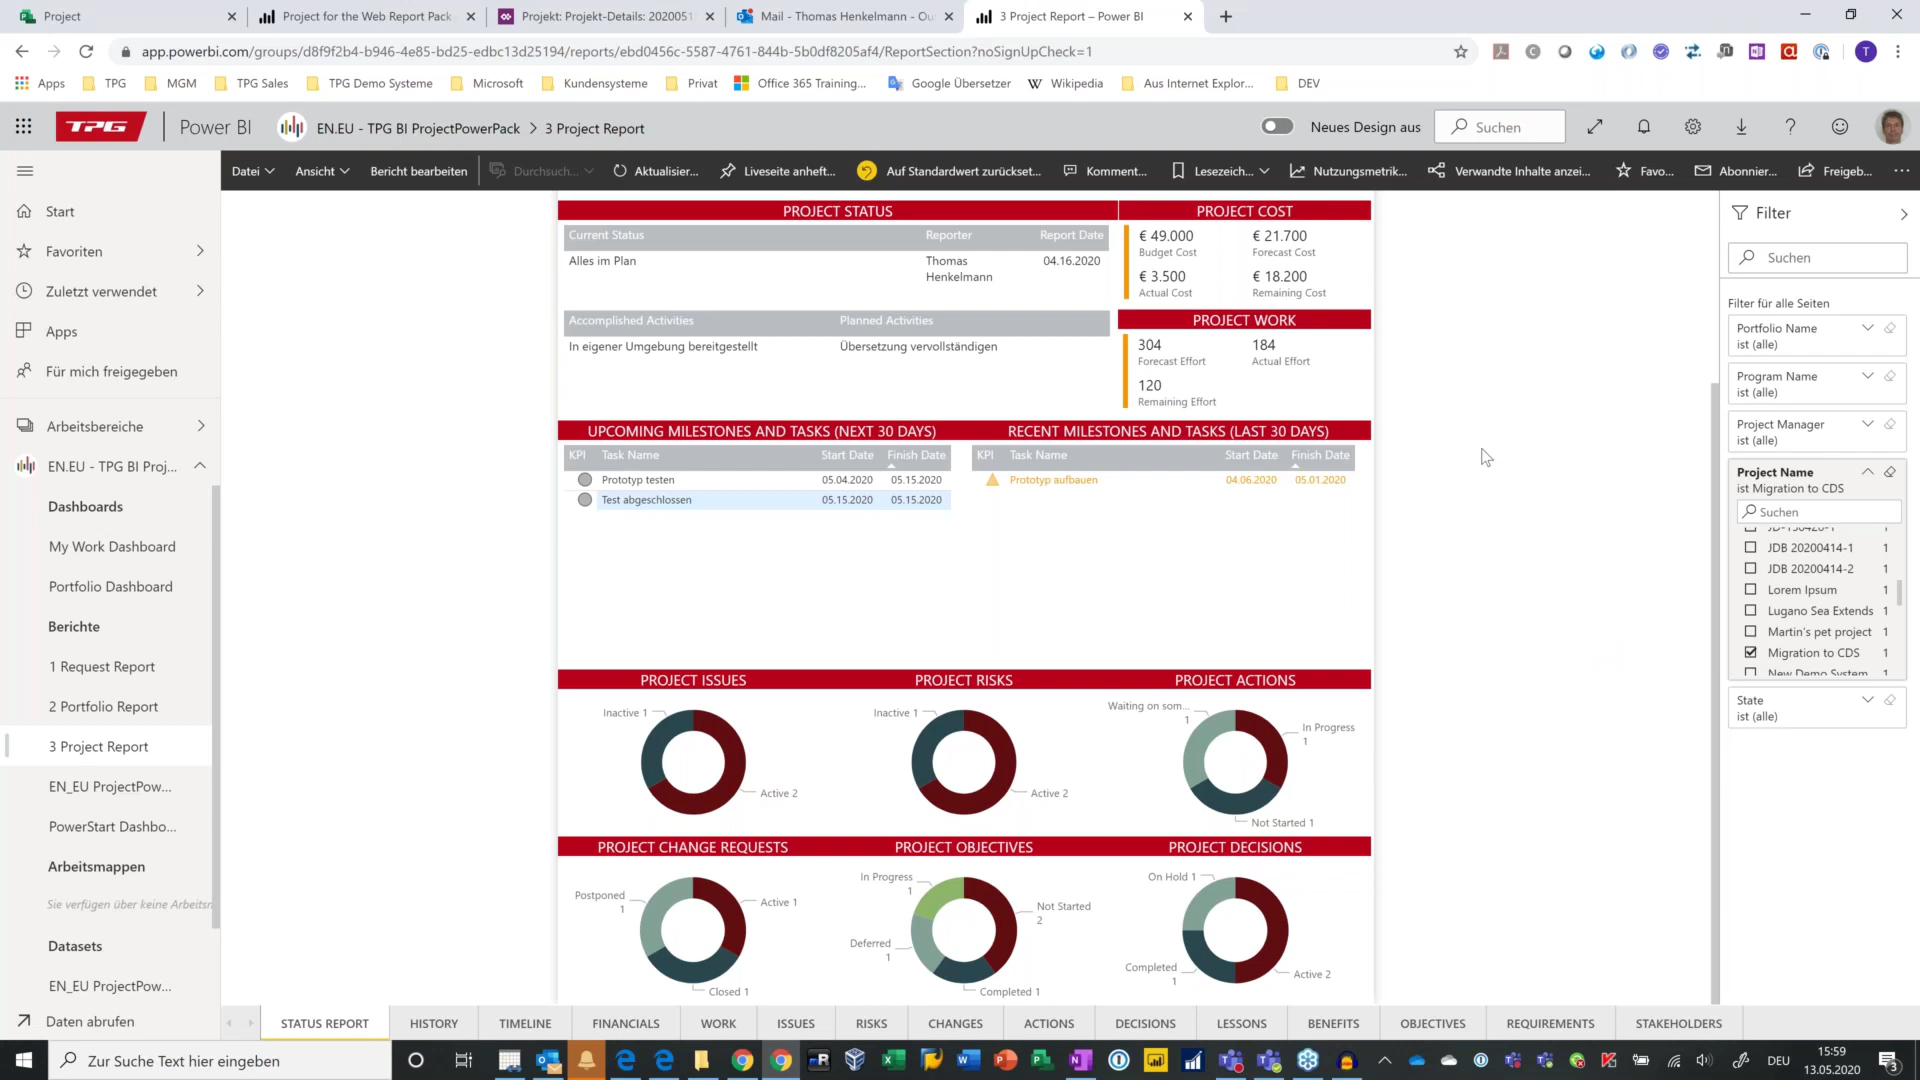 Project
Project for the Web Report Pack
Projekt: Projekt-Details: 2020051
Mail - Thomas Henkelmann - Ou
3 Project Report – Power BI
app.powerbi.com/groups/d8f9f2b4-b946-4e85-bd25-edbc13d25194/reports/ebd0456c-5587-4761-844b-5b0df8205af4/ReportSection?noSignUpCheck=1
Apps TPG MGM TPG Sales TPG Demo Systeme Microsoft Kundensysteme Privat Office 365 Training... Google Übersetzer Wikipedia Aus Internet Explor... DEV
TPG Power BI EN.EU - TPG BI ProjectPowerPack > 3 Project Report Neues Design aus Suchen
Datei Ansicht Bericht bearbeiten Durchsuch... Aktualisier... Liveseite anheft... Auf Standardwert zurückset... Komment... Lesezeich... Nutzungsmetrik... Verwandte Inhalte anzei... Favo... Abonnier... Freigeb...
Start
Favoriten
Zuletzt verwendet
Apps
Für mich freigegeben
Arbeitsbereiche
EN.EU - TPG BI Proj...
Dashboards
My Work Dashboard
Portfolio Dashboard
Berichte
1 Request Report
2 Portfolio Report
3 Project Report
EN_EU ProjectPow...
PowerStart Dashbo...
Arbeitsmappen
Sie verfügen über keine Arbeitsm
Datasets
EN_EU ProjectPow...
Daten abrufen
PROJECT STATUS
Current Status Reporter Report Date
Alles im Plan Thomas Henkelmann 04.16.2020
Accomplished Activities Planned Activities
In eigener Umgebung bereitgestellt Übersetzung vervollständigen
PROJECT COST
€ 49.000 € 21.700
Budget Cost Forecast Cost
€ 3.500 € 18.200
Actual Cost Remaining Cost
PROJECT WORK
304 184
Forecast Effort Actual Effort
120
Remaining Effort
UPCOMING MILESTONES AND TASKS (NEXT 30 DAYS)
KPI Task Name Start Date Finish Date
Prototyp testen 05.04.2020 05.15.2020
Test abgeschlossen 05.15.2020 05.15.2020
RECENT MILESTONES AND TASKS (LAST 30 DAYS)
KPI Task Name Start Date Finish Date
Prototyp aufbauen 04.06.2020 05.01.2020
PROJECT ISSUES
Inactive 1
Active 2
PROJECT RISKS
Inactive 1
Active 2
PROJECT ACTIONS
Waiting on som...
1
In Progress
1
Not Started 1
PROJECT CHANGE REQUESTS
Postponed
1
Active 1
Closed 1
PROJECT OBJECTIVES
In Progress
1
Not Started
2
Deferred
1
Completed 1
PROJECT DECISIONS
On Hold 1
Completed
1
Active 2
Filter
Suchen
Filter für alle Seiten
Portfolio Name
ist (alle)
Program Name
ist (alle)
Project Manager
ist (alle)
Project Name
ist Migration to CDS
Suchen
JD-150420-1 1
JDB 20200414-1 1
JDB 20200414-2 1
Lorem Ipsum 1
Lugano Sea Extends 1
Martin's pet project 1
Migration to CDS 1
New Demo System 1
State
ist (alle)
STATUS REPORT HISTORY TIMELINE FINANCIALS WORK ISSUES RISKS CHANGES ACTIONS DECISIONS LESSONS BENEFITS OBJECTIVES REQUIREMENTS STAKEHOLDERS
Zur Suche Text hier eingeben
DEU
15:59
13.05.2020
3